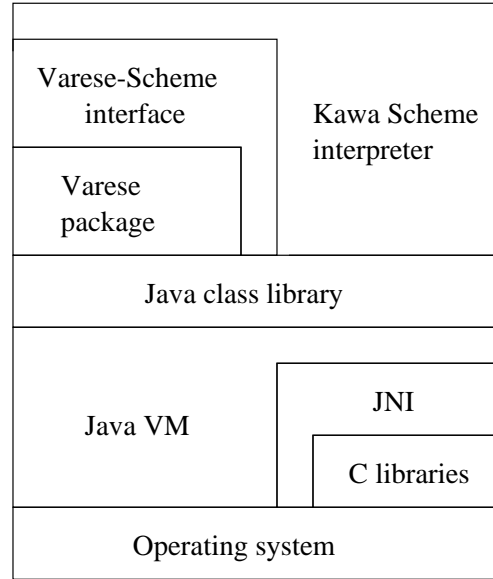 Varese-Scheme
interface
Kawa Scheme
interpreter
Varese
package
Java class library
JNI
Java VM
C libraries
Operating system